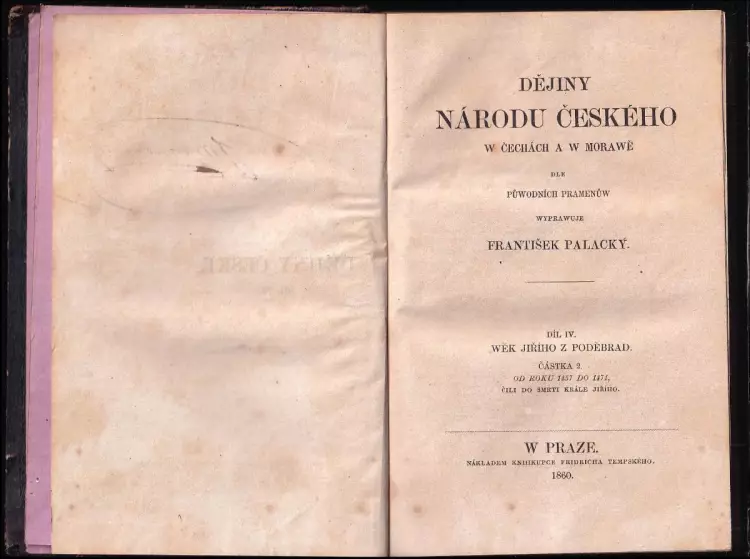 DĚJINY
NÁRODU ČESKÉHO
W ČECHÁCH A W MORAWĚ
DLE
PŮWODNÍCH PRAMENŮW
WYPRAWUJE
FRANTIŠEK PALACKÝ.
DÍL IV.
WĚK JIŘÍHO Z PODĚBRAD.
ČÁSTKA 2.
OD ROKU 1457 DO 1471,
ČILI DO SMRTI KRÁLE JIŘÍHO.
W PRAZE.
NÁKLADEM KNIHKUPCE FRIDRICHA TEMPSKÉHO.
1860.